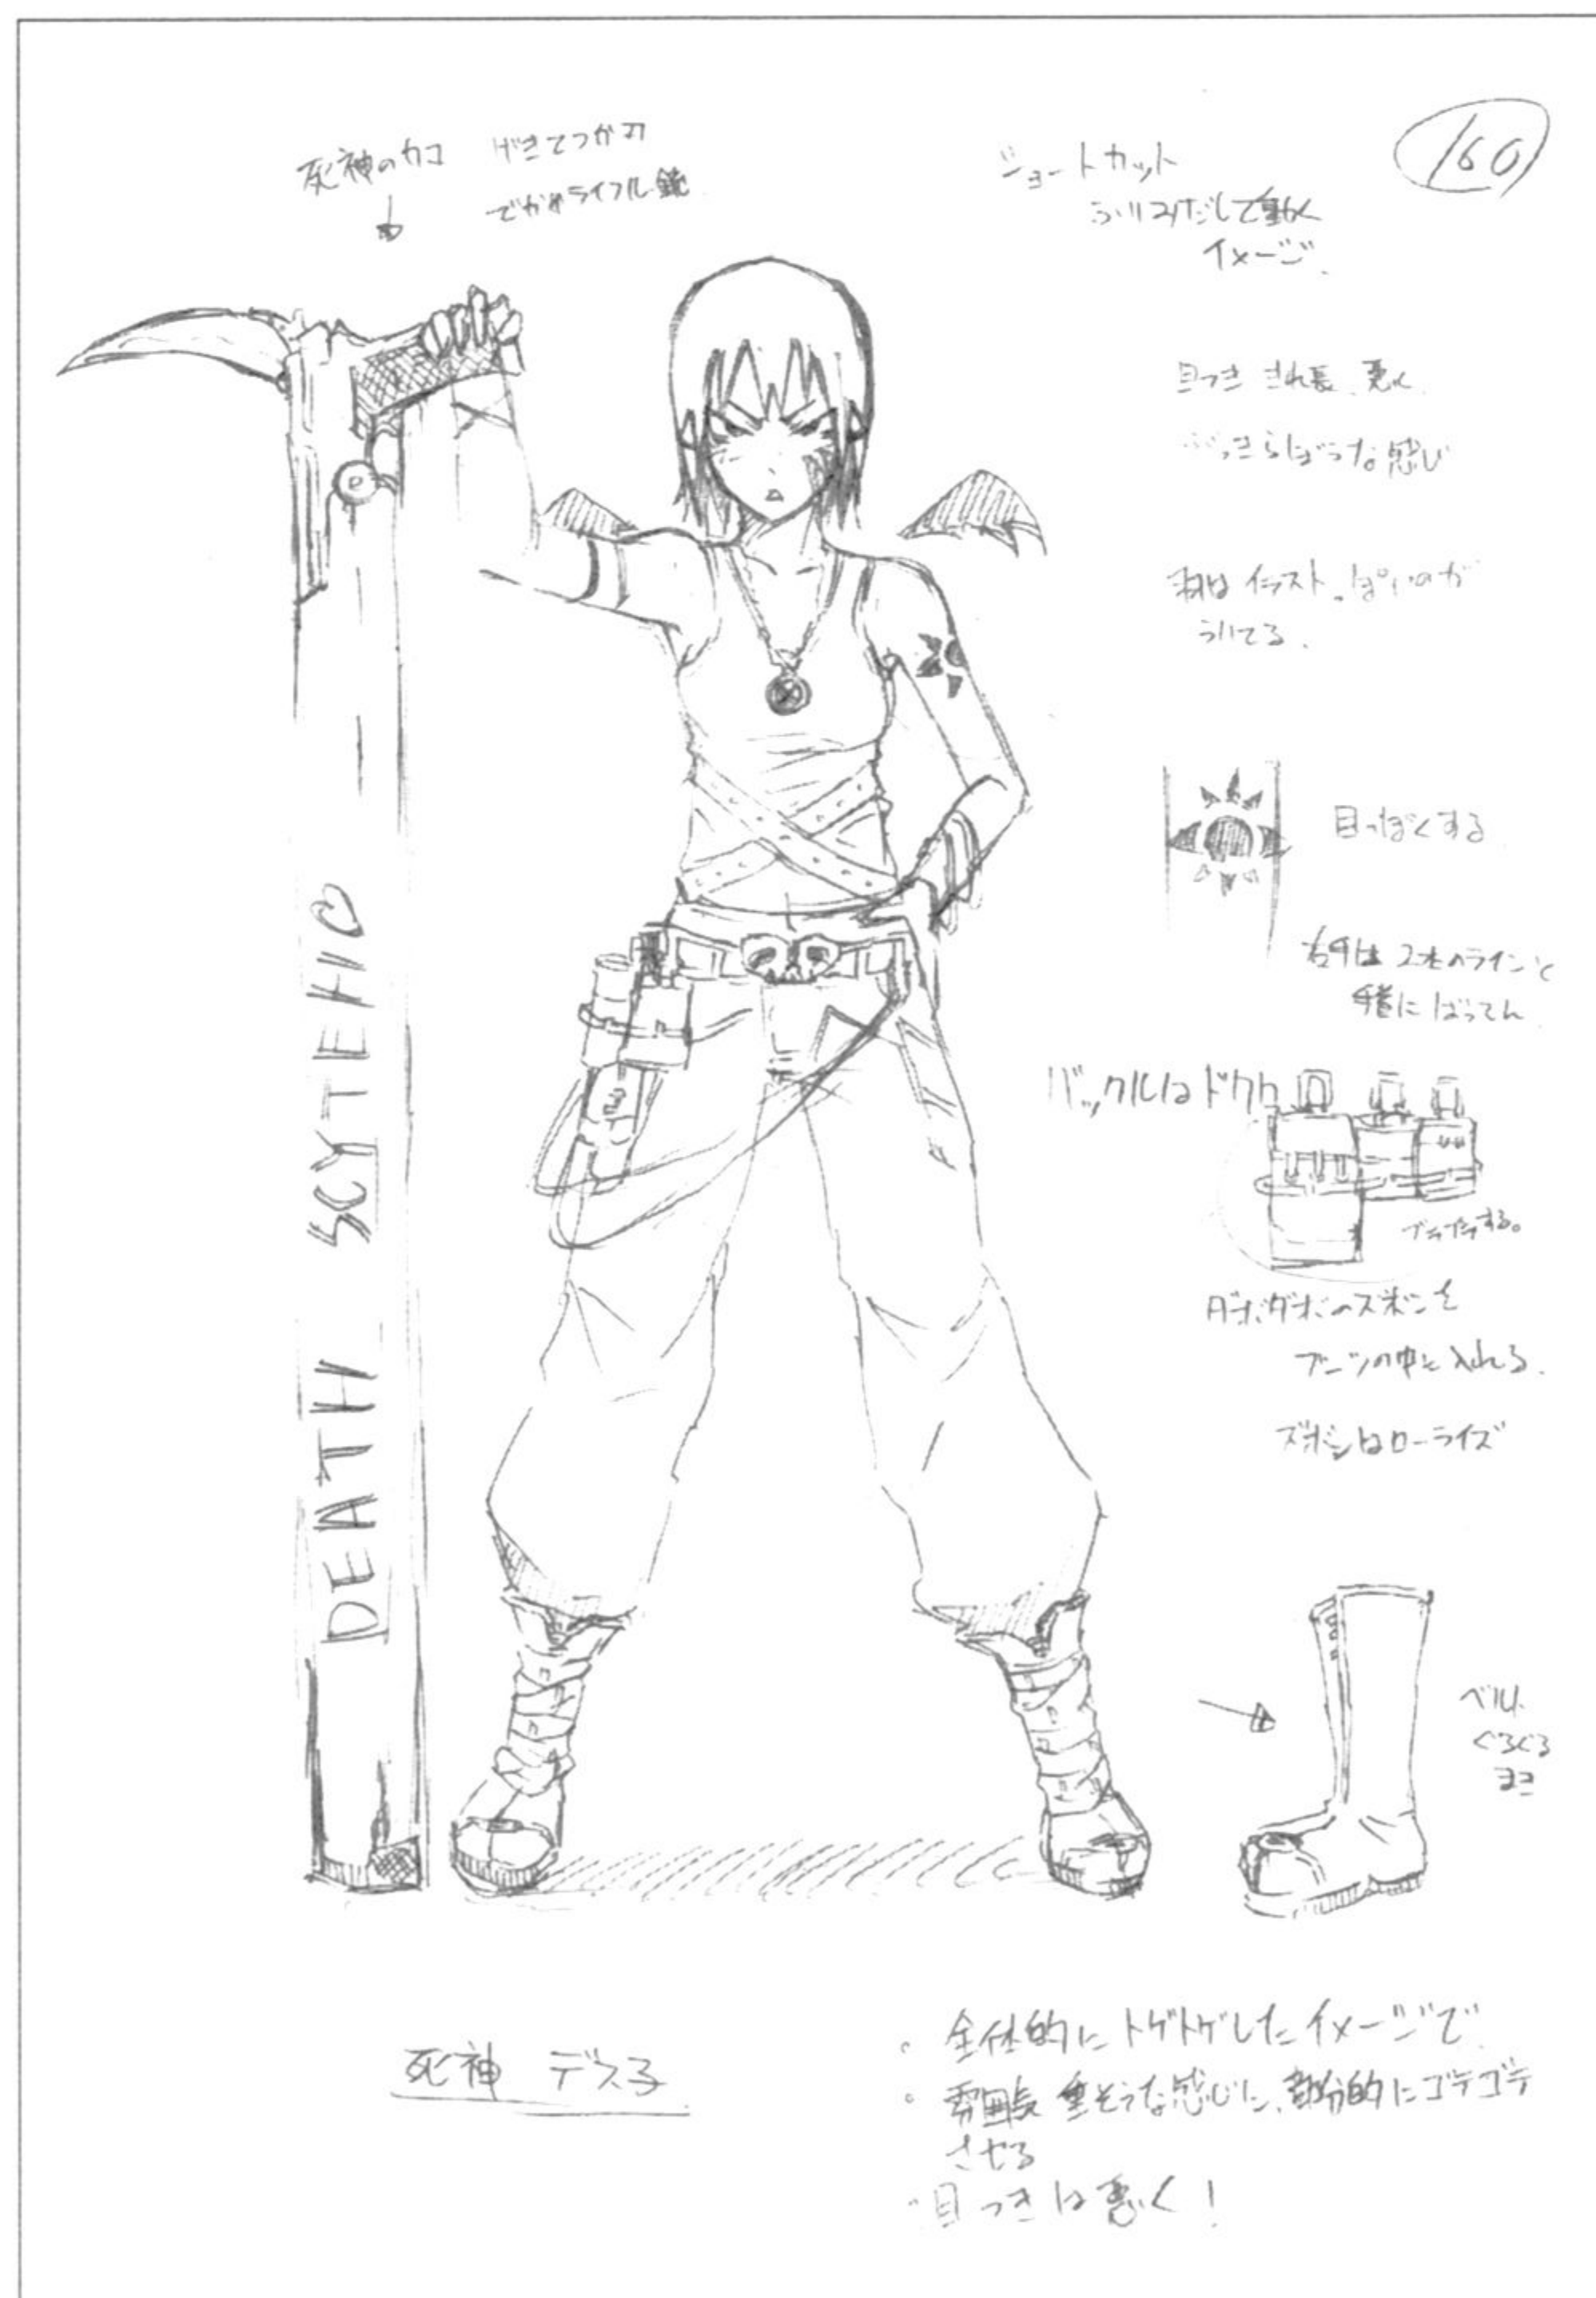 160
死神のカコ げきてつがわ
でかいライフル銃
ショートカット
ふりみだして動く
イメージ
目つき きれ長、悪く
ぶっきらぼうな感じ
羽は イラストっぽいのが
ういてる。
目っぽくする
右手は 2本のラインと
手首に ばってん
バックルはドクロ
ブラブラする。
ダボダボのズボンを
ブーツの中に入れる。
ズボンはローライズ
DEATH SCYTEH
ベルト
ぐるぐる
まき
死神 デス子
・全体的にトゲトゲしたイメージで
・雰囲気 重そうな感じに、部分的にゴテゴテ
させる
・目つきは悪く!